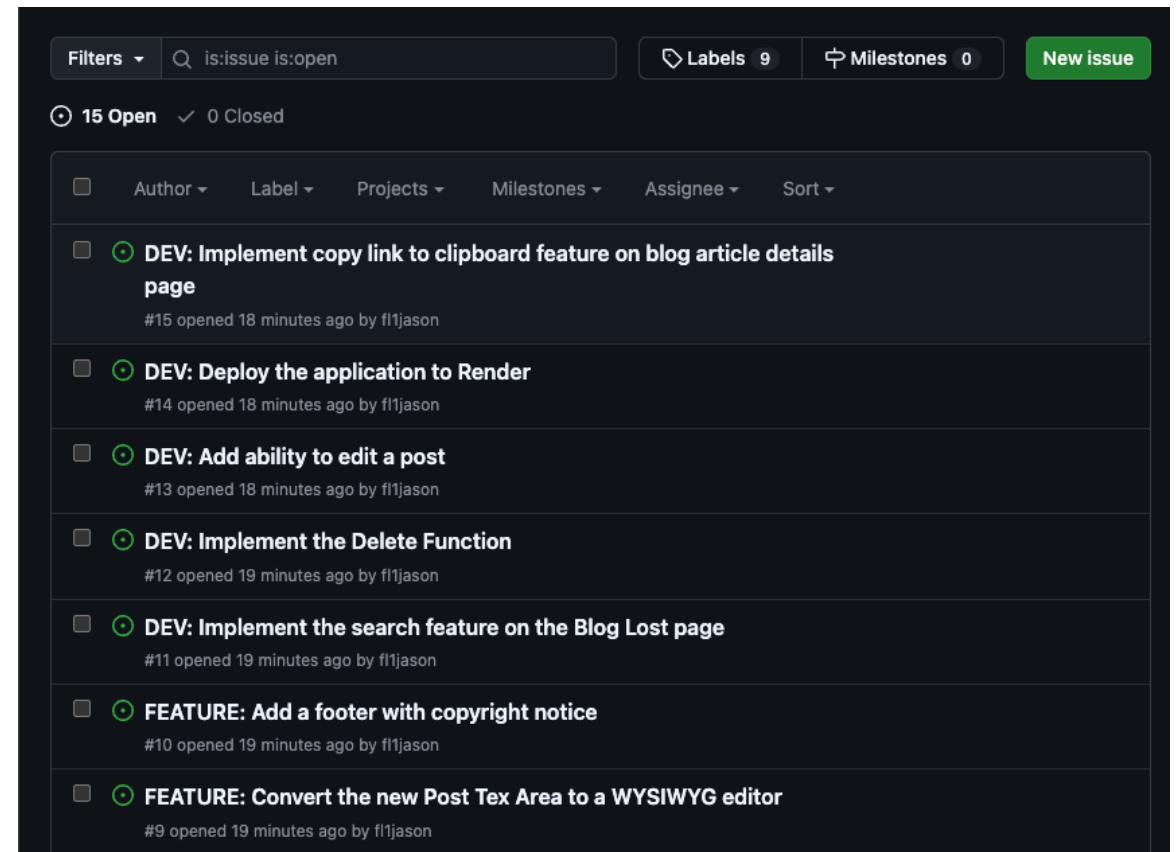 Filters is:issue is:open Labels 9 Milestones 0 New issue
15 Open 0 Closed
Author Label Projects Milestones Assignee Sort
DEV: Implement copy link to clipboard feature on blog article details
page
#15 opened 18 minutes ago by fl1jason
DEV: Deploy the application to Render
#14 opened 18 minutes ago by fl1jason
DEV: Add ability to edit a post
#13 opened 18 minutes ago by fl1jason
DEV: Implement the Delete Function
#12 opened 19 minutes ago by fl1jason
DEV: Implement the search feature on the Blog Lost page
#11 opened 19 minutes ago by fl1jason
FEATURE: Add a footer with copyright notice
#10 opened 19 minutes ago by fl1jason
FEATURE: Convert the new Post Tex Area to a WYSIWYG editor
#9 opened 19 minutes ago by fl1jason